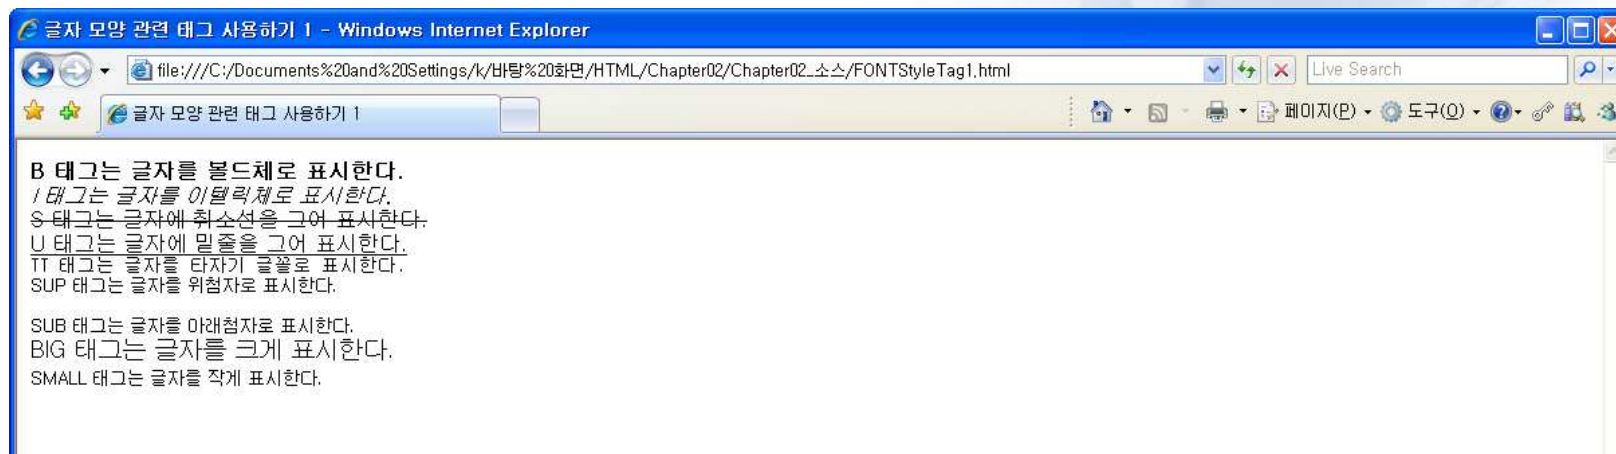 글자 모양 관련 태그 사용하기 1 - Windows Internet Explorer
file:///C:/Documents%20and%20Settings/k/바탕%20화면/HTML/Chapter02/Chapter02_소스/FONTStyleTag1.html
Live Search
글자 모양 관련 태그 사용하기 1
페이지(P)
도구(O)
B 태그는 글자를 볼드체로 표시한다.
I 태그는 글자를 이텔릭체로 표시한다.
S 태그는 글자에 취소선을 그어 표시한다.
U 태그는 글자에 밑줄을 그어 표시한다.
TT 태그는 글자를 타자기 글꼴로 표시한다.
SUP 태그는 글자를 위첨자로 표시한다.
SUB 태그는 글자를 아래첨자로 표시한다.
BIG 태그는 글자를 크게 표시한다.
SMALL 태그는 글자를 작게 표시한다.